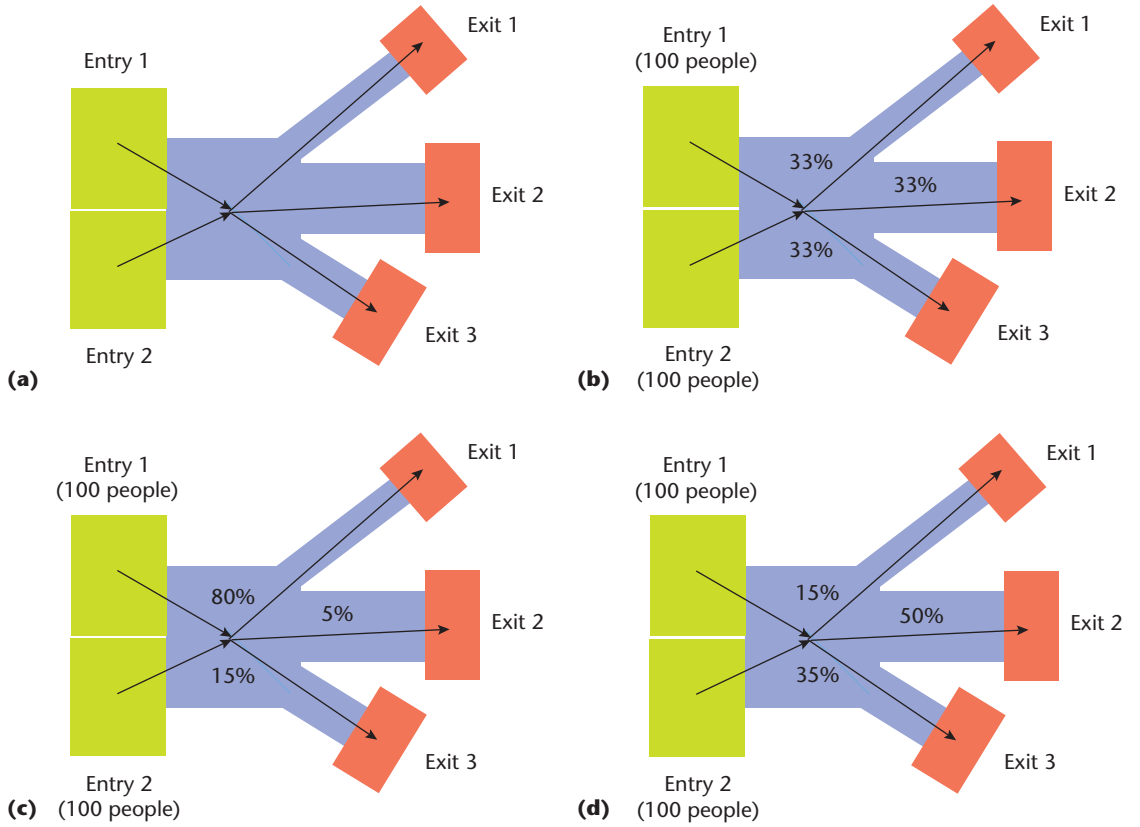 Entry 1
Exit 1
Exit 2
Exit 3
Entry 2
(a)
Entry 1
(100 people)
Exit 1
33%
33%
Exit 2
33%
Exit 3
Entry 2
(100 people)
(b)
Entry 1
(100 people)
Exit 1
80%
5%
Exit 2
15%
Exit 3
Entry 2
(100 people)
(c)
Entry 1
(100 people)
Exit 1
15%
50%
Exit 2
35%
Exit 3
Entry 2
(100 people)
(d)